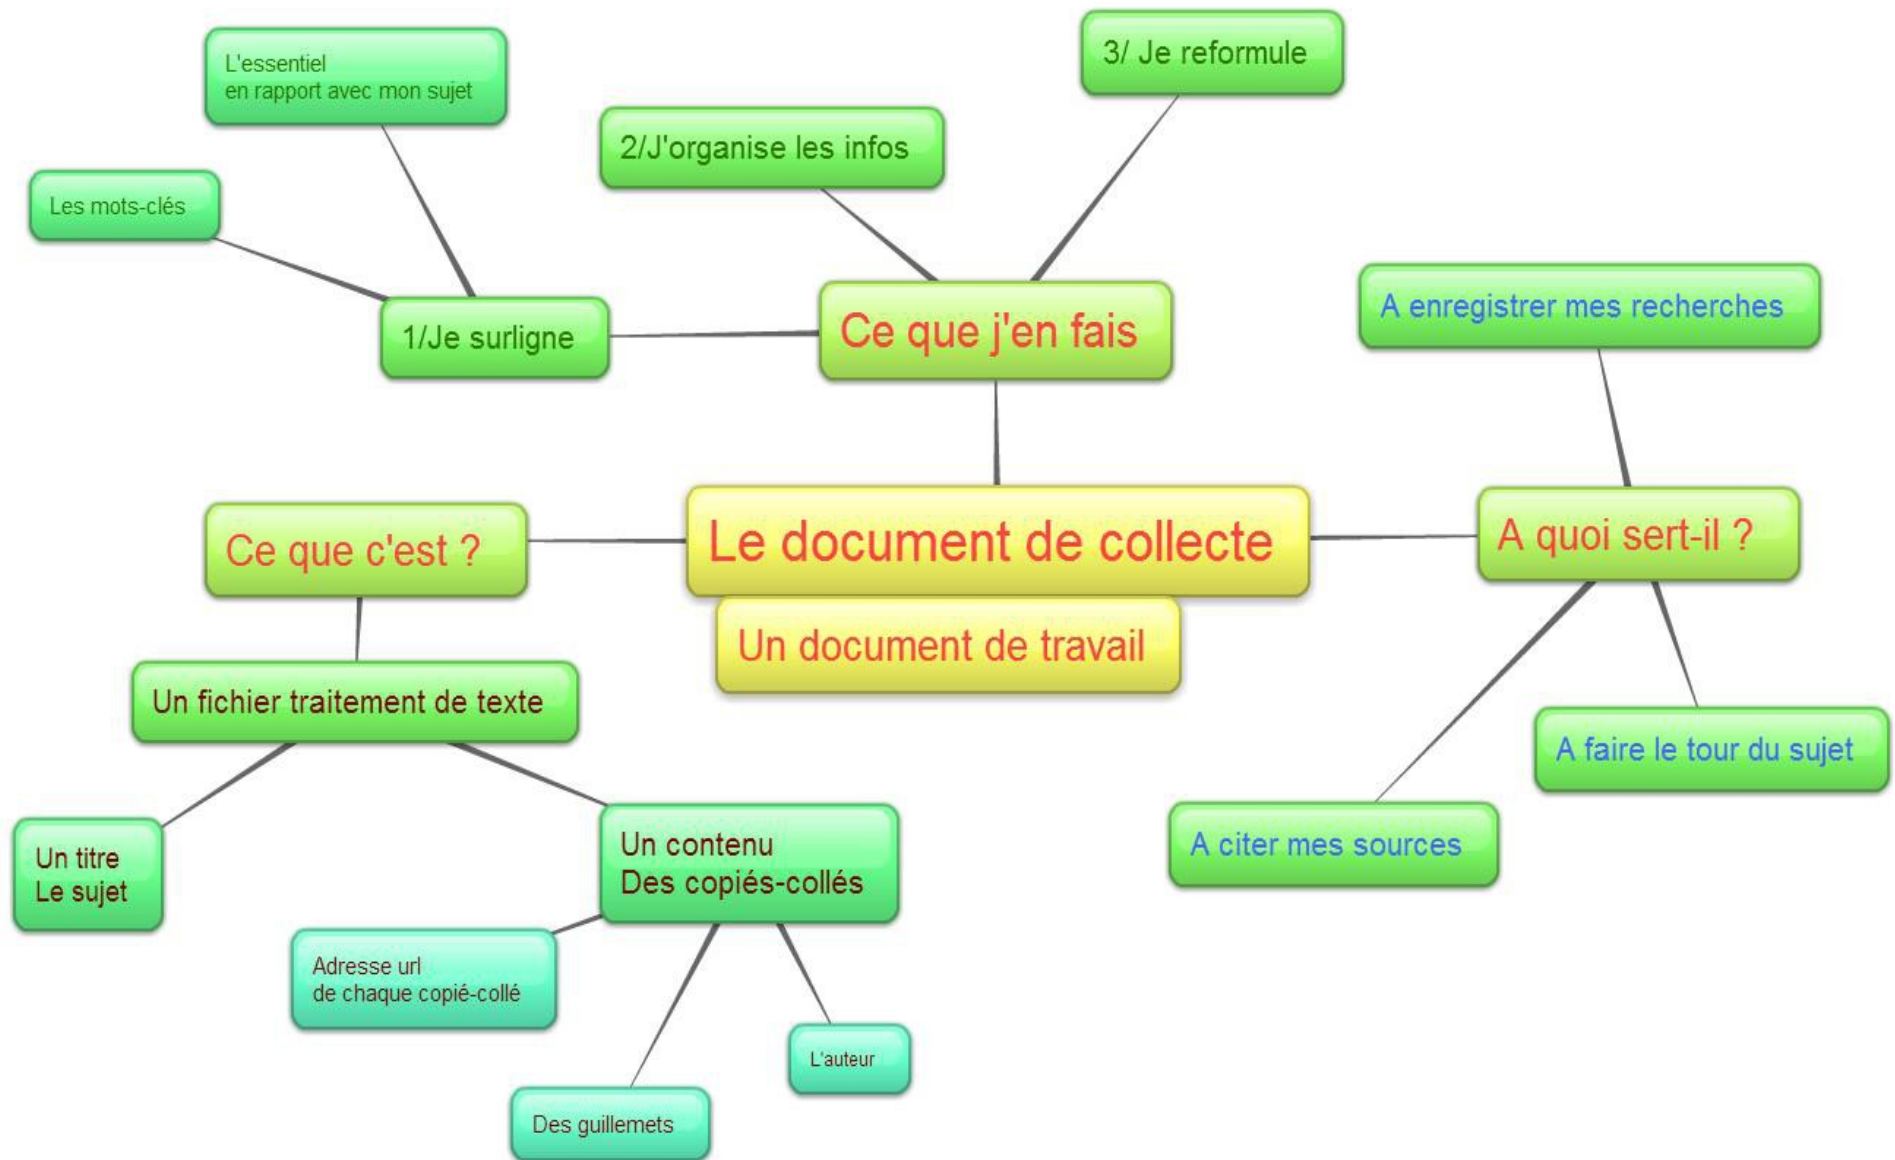 3/ Je reformule
L'essentiel
en rapport avec mon sujet
2/J'organise les infos
Les mots-clés
A enregistrer mes recherches
1/Je surligne
Ce que j'en fais
Ce que c'est ?
Le document de collecte
A quoi sert-il ?
Un document de travail
Un fichier traitement de texte
A faire le tour du sujet
Un titre
Le sujet
Un contenu
Des copiés-collés
A citer mes sources
Adresse url
de chaque copié-collé
L'auteur
Des guillemets